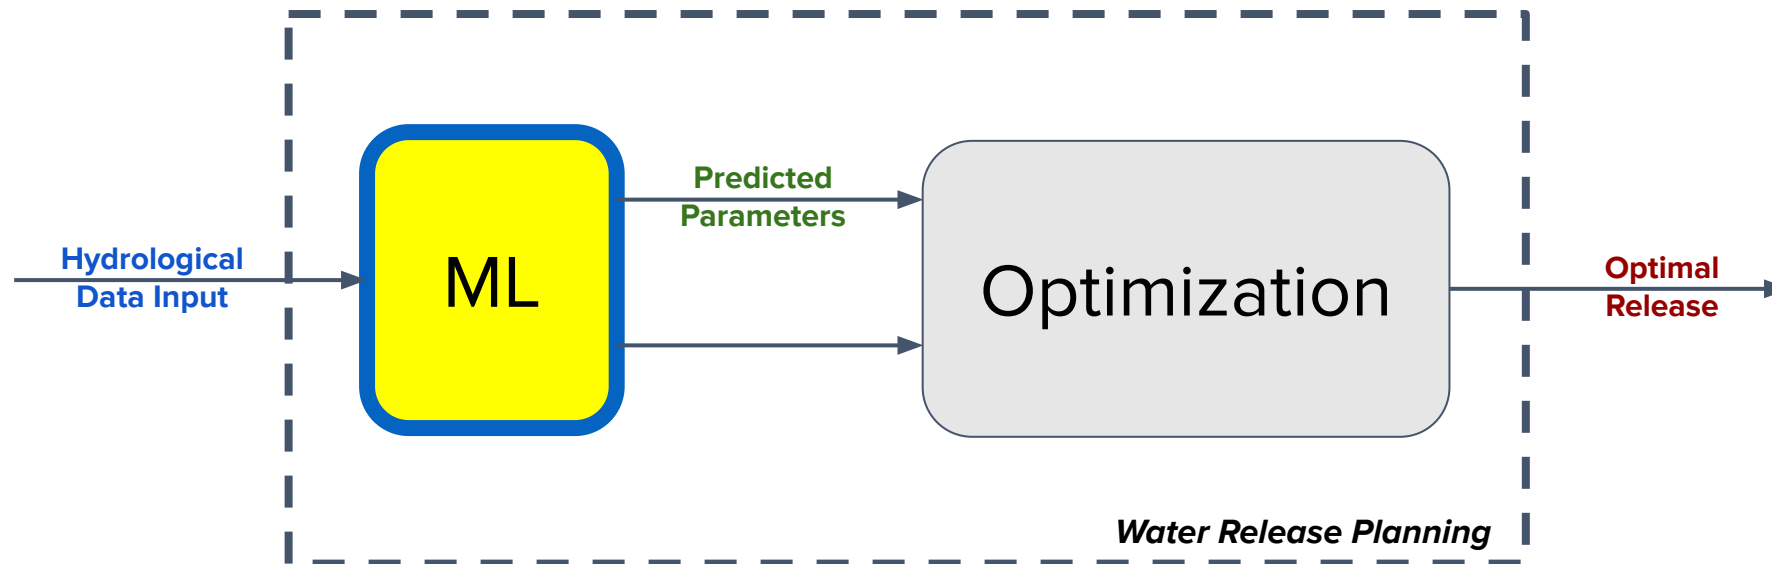 Hydrological
Data Input
ML
Predicted
Parameters
Optimization
Optimal
Release
Water Release Planning